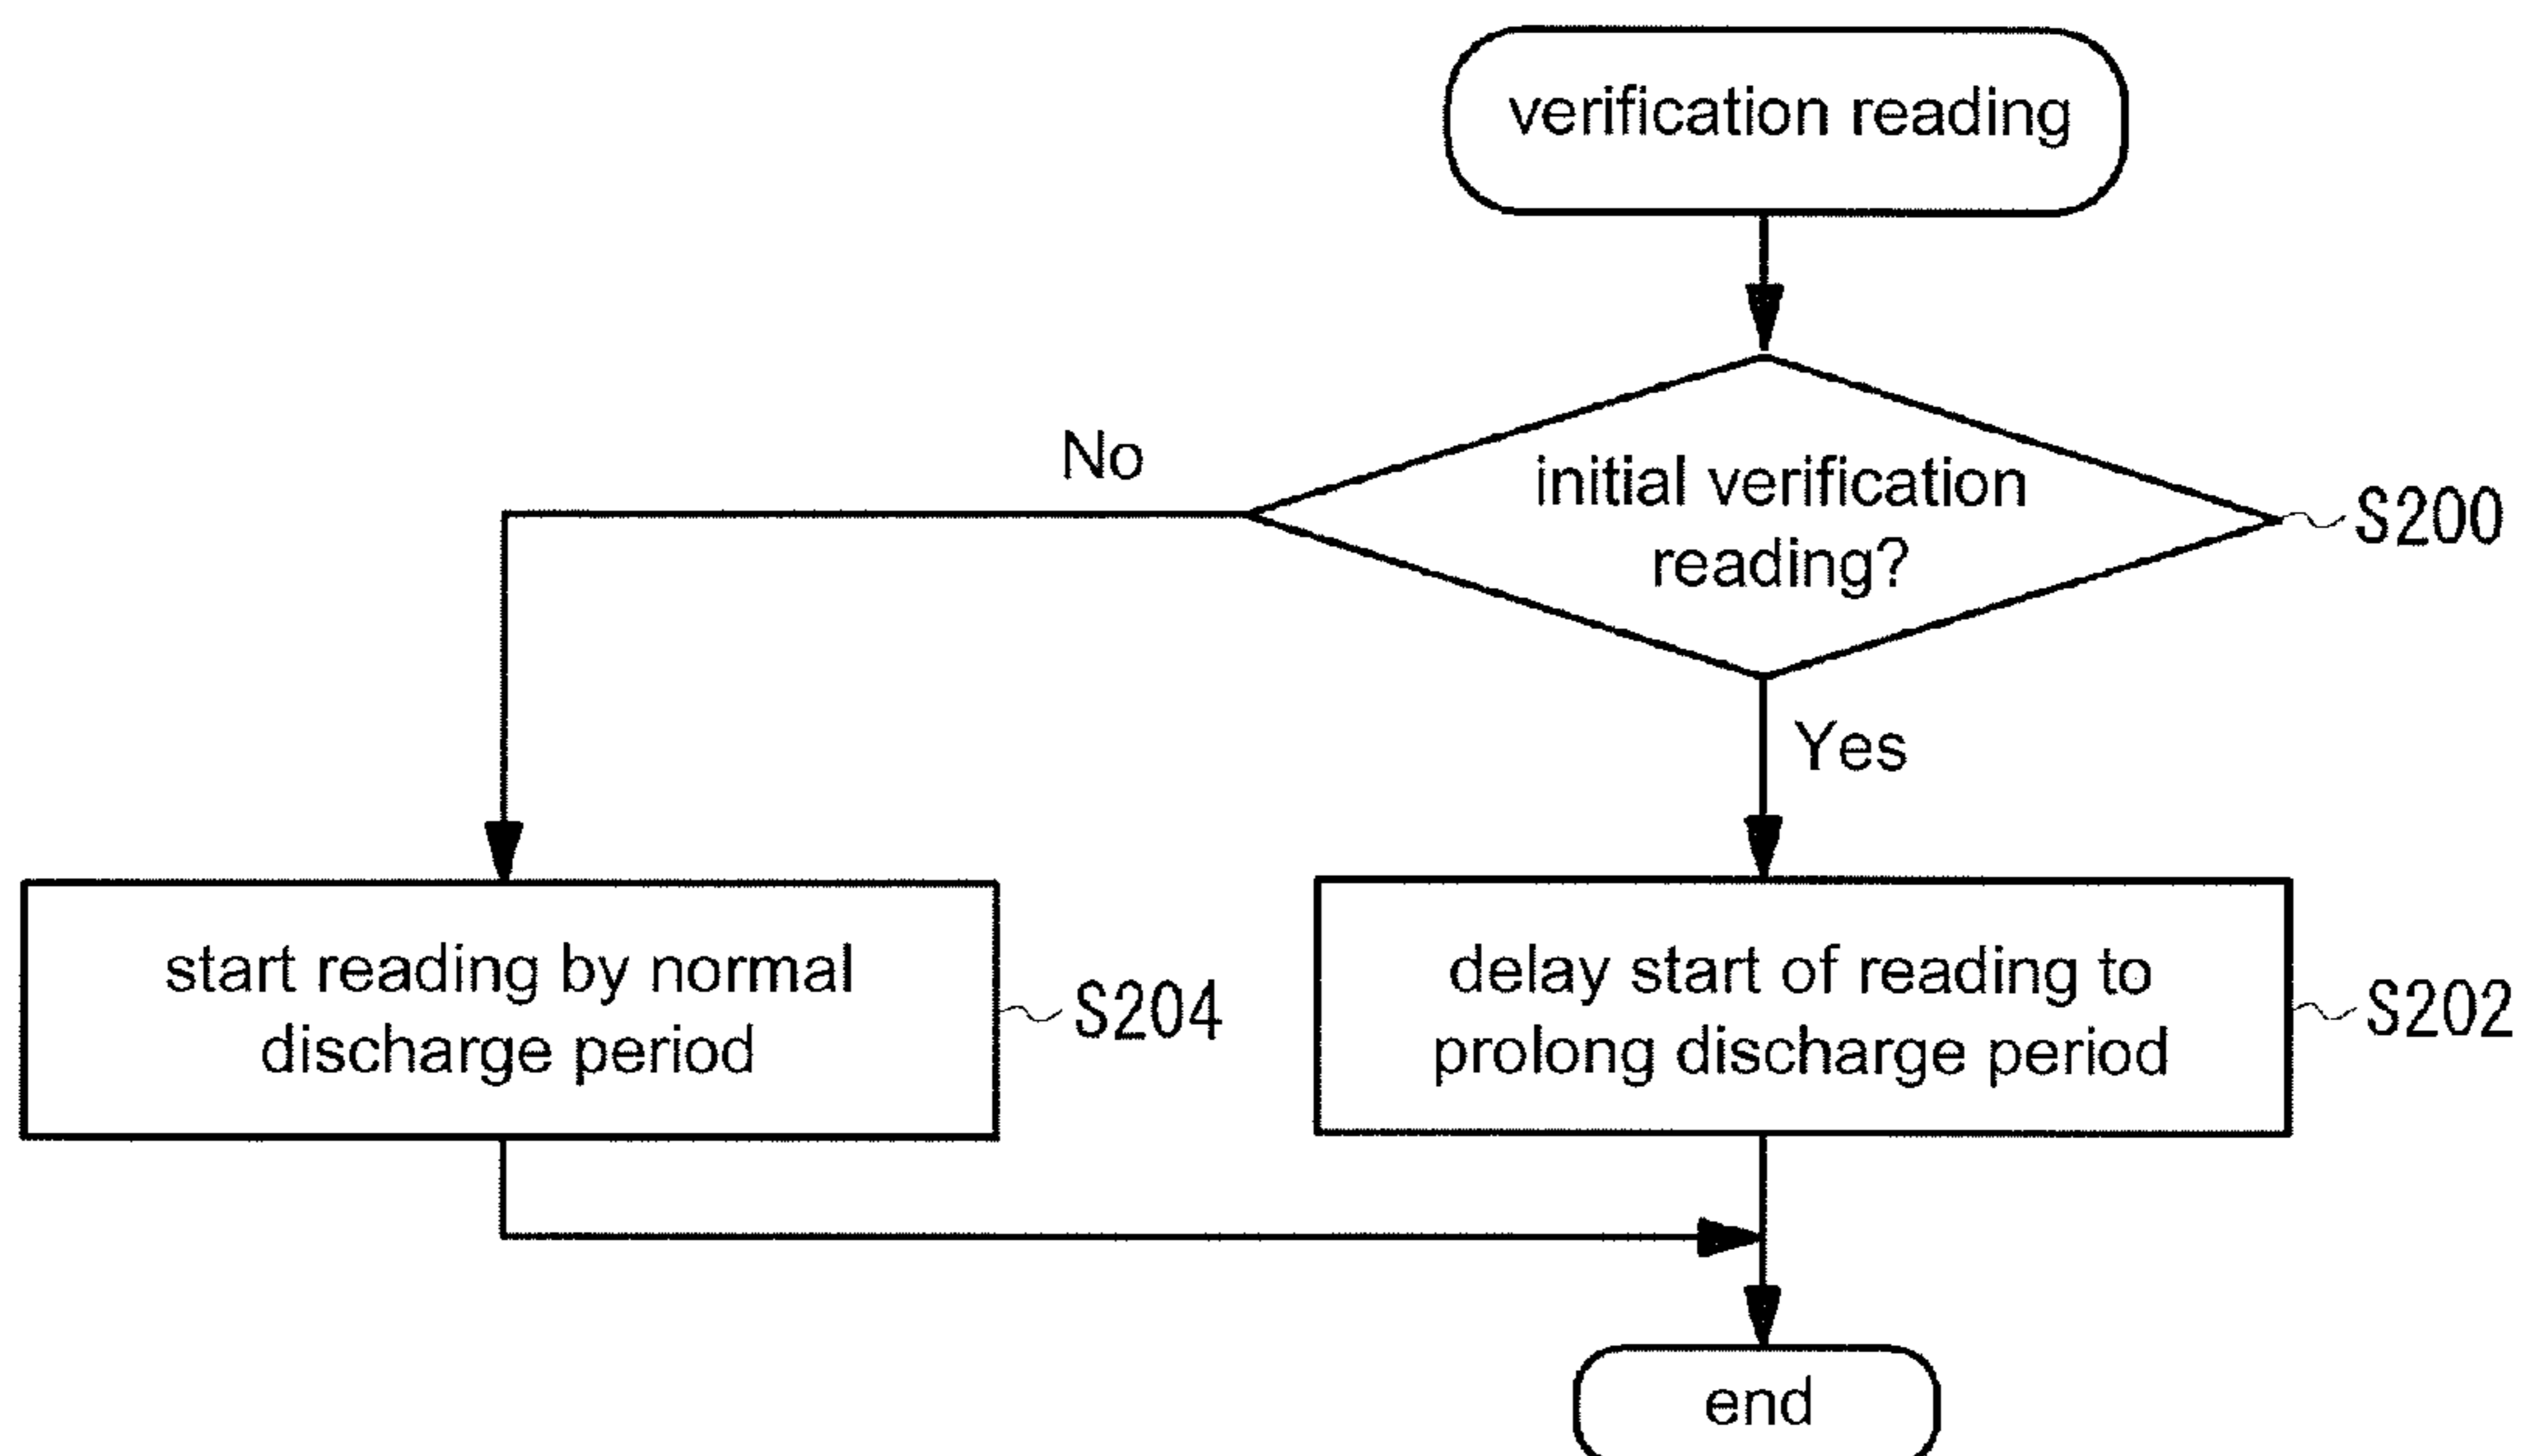 verification reading
No
initial verification
reading?
S200
Yes
start reading by normal
discharge period
S204
delay start of reading to
prolong discharge period
S202
end